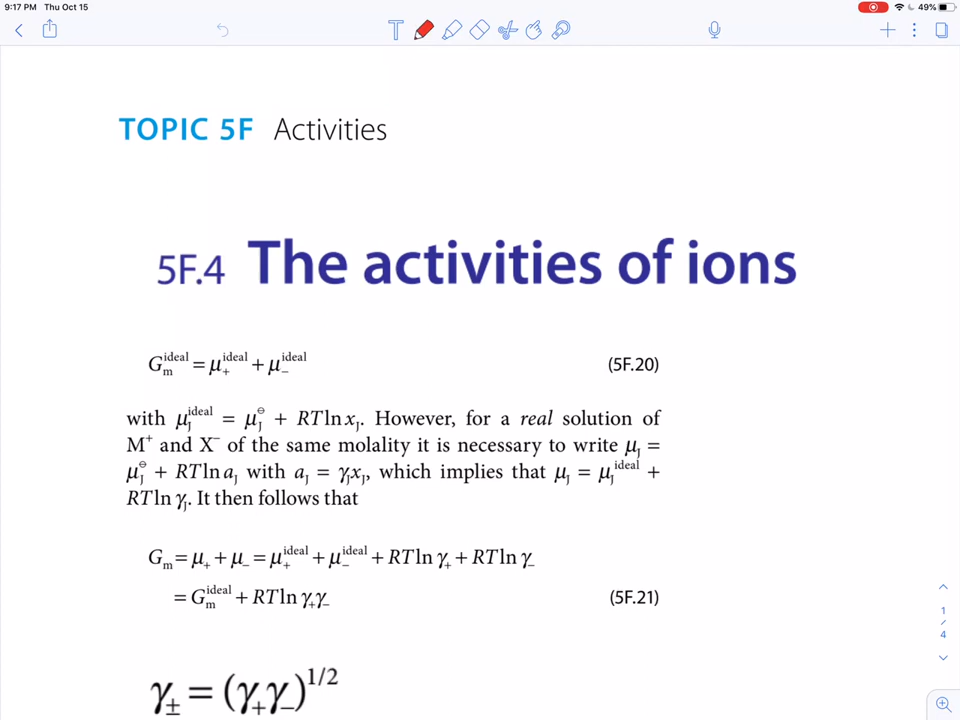 9:17 PM Thu Oct 15 49%
TOPIC 5F Activities
5F.4 The activities of ions
G_m^ideal = μ_+^ideal + μ_-^ideal (5F.20)
with μ_J^ideal = μ_J^⦵ + RT ln x_J. However, for a real solution of
M⁺ and X⁻ of the same molality it is necessary to write μ_J =
μ_J^⦵ + RT ln a_J with a_J = γ_J x_J, which implies that μ_J = μ_J^ideal +
RT ln γ_J. It then follows that
G_m = μ_+ + μ_- = μ_+^ideal + μ_-^ideal + RT ln γ_+ + RT ln γ_-
= G_m^ideal + RT ln γ_+γ_- (5F.21)
γ_± = (γ_+γ_-)^1/2
1
/
4